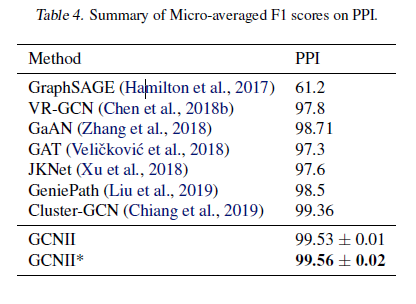 Table 4. Summary of Micro-averaged F1 scores on PPI.
Method PPI
GraphSAGE (Hamilton et al., 2017) 61.2
VR-GCN (Chen et al., 2018b) 97.8
GaAN (Zhang et al., 2018) 98.71
GAT (Veličković et al., 2018) 97.3
JKNet (Xu et al., 2018) 97.6
GeniePath (Liu et al., 2019) 98.5
Cluster-GCN (Chiang et al., 2019) 99.36
GCNII 99.53 ± 0.01
GCNII* 99.56 ± 0.02